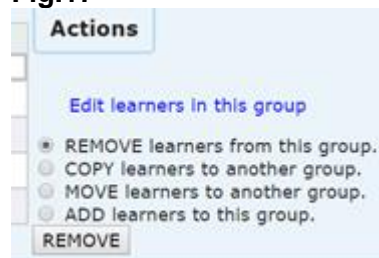 Actions
Edit learners in this group
REMOVE learners from this group.
COPY learners to another group.
MOVE learners to another group.
ADD learners to this group.
REMOVE